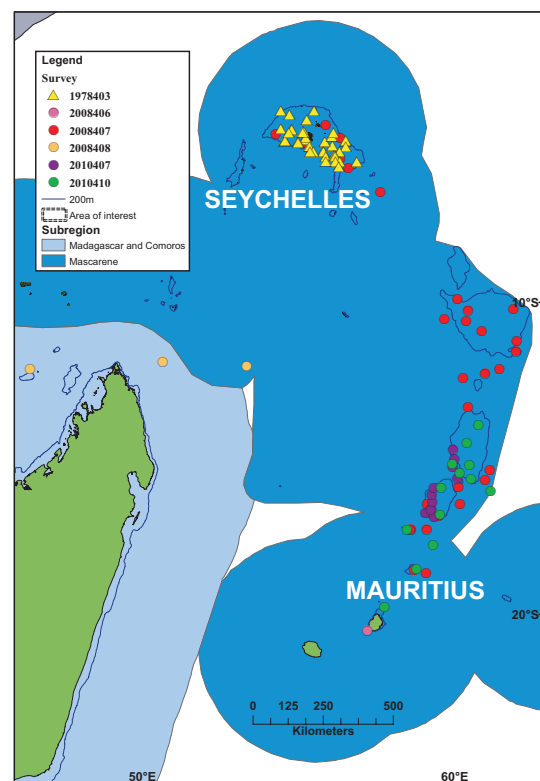 Legend
Survey
1978403
2008406
2008407
2008408
2010407
2010410
200m
Area of interest
Subregion
Madagascar and Comoros
Mascarene
SEYCHELLES
10°S
MAURITIUS
20°S
0 125 250 500
Kilometers
50°E 60°E